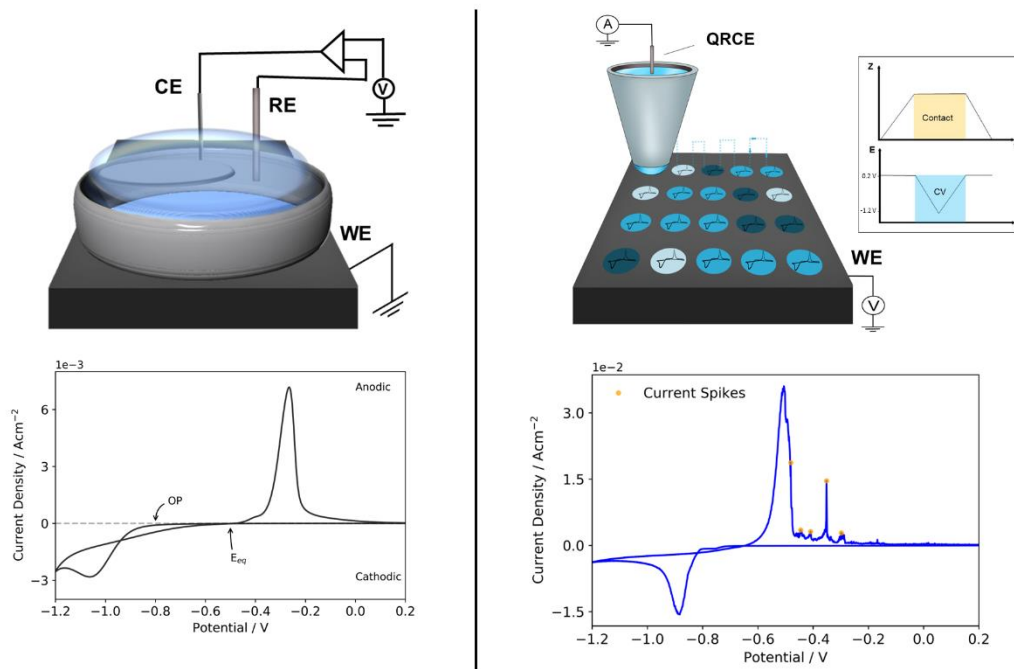 CE
RE
V
WE
1e−3
Anodic
6
3
0
−3
OP
E_eq
Cathodic
Current Density / Acm⁻²
−1.2 −1.0 −0.8 −0.6 −0.4 −0.2 0.0 0.2
Potential / V
A
QRCE
WE
V
Z
Contact
E
0.2 V
CV
-1.2 V
1e−2
Current Spikes
3.0
1.5
0.0
−1.5
Current Density / Acm⁻²
−1.2 −1.0 −0.8 −0.6 −0.4 −0.2 0.0 0.2
Potential / V